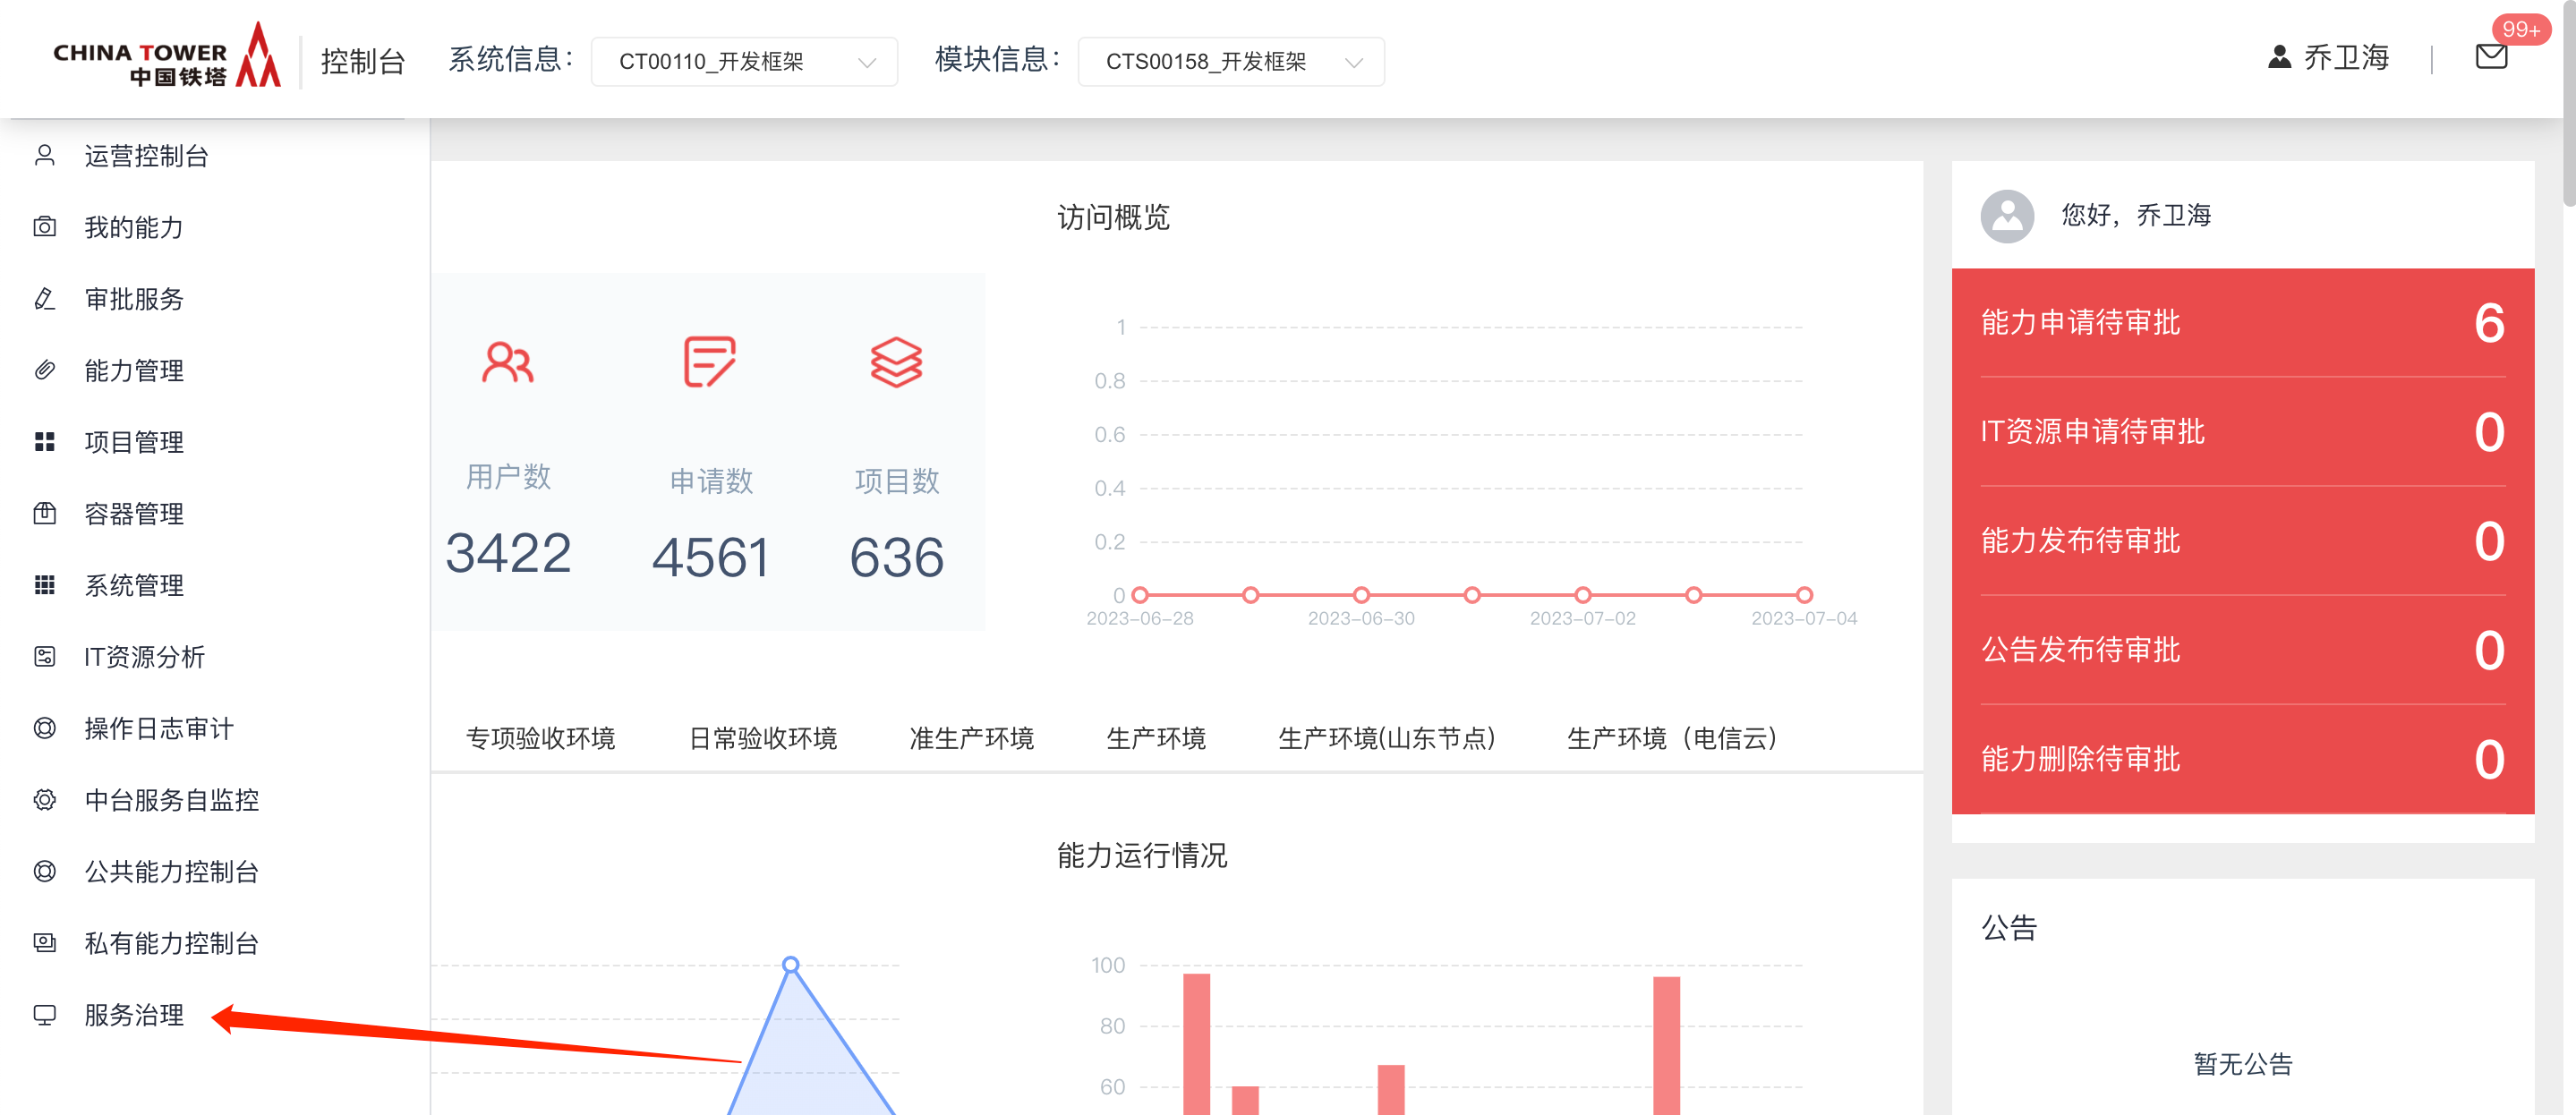 CHINA TOWER
中国铁塔
控制台
系统信息：
CT00110_开发框架
模块信息：
CTS00158_开发框架
乔卫海
99+
运营控制台
我的能力
审批服务
能力管理
项目管理
容器管理
系统管理
IT资源分析
操作日志审计
中台服务自监控
公共能力控制台
私有能力控制台
服务治理
访问概览
用户数
3422
申请数
4561
项目数
636
1
0.8
0.6
0.4
0.2
0
2023-06-28
2023-06-30
2023-07-02
2023-07-04
专项验收环境
日常验收环境
准生产环境
生产环境
生产环境(山东节点)
生产环境（电信云）
能力运行情况
100
80
60
您好，乔卫海
能力申请待审批
6
IT资源申请待审批
0
能力发布待审批
0
公告发布待审批
0
能力删除待审批
0
公告
暂无公告